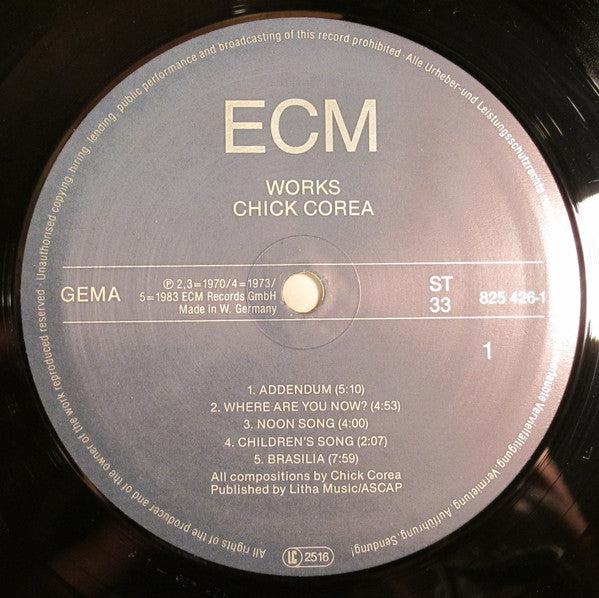 Unauthorised copying, hiring, lending, public performance and broadcasting of this record prohibited · Alle Urheber-und Leistungsschutzrechte
ECM
WORKS
CHICK COREA
GEMA
℗ 2,3=1970/4=1973/
5=1983 ECM Records GmbH
Made in W. Germany
ST
33
825 426-1
1
1. ADDENDUM (5:10)
2. WHERE ARE YOU NOW? (4:53)
3. NOON SONG (4:00)
4. CHILDREN'S SONG (2:07)
5. BRASILIA (7:59)
All compositions by Chick Corea
Published by Litha Music/ASCAP
LC 2516
All rights of the producer and of the owner of the work reproduced reserved ·
Vervielfältigung, Vermietung, Aufführung, Sendung!